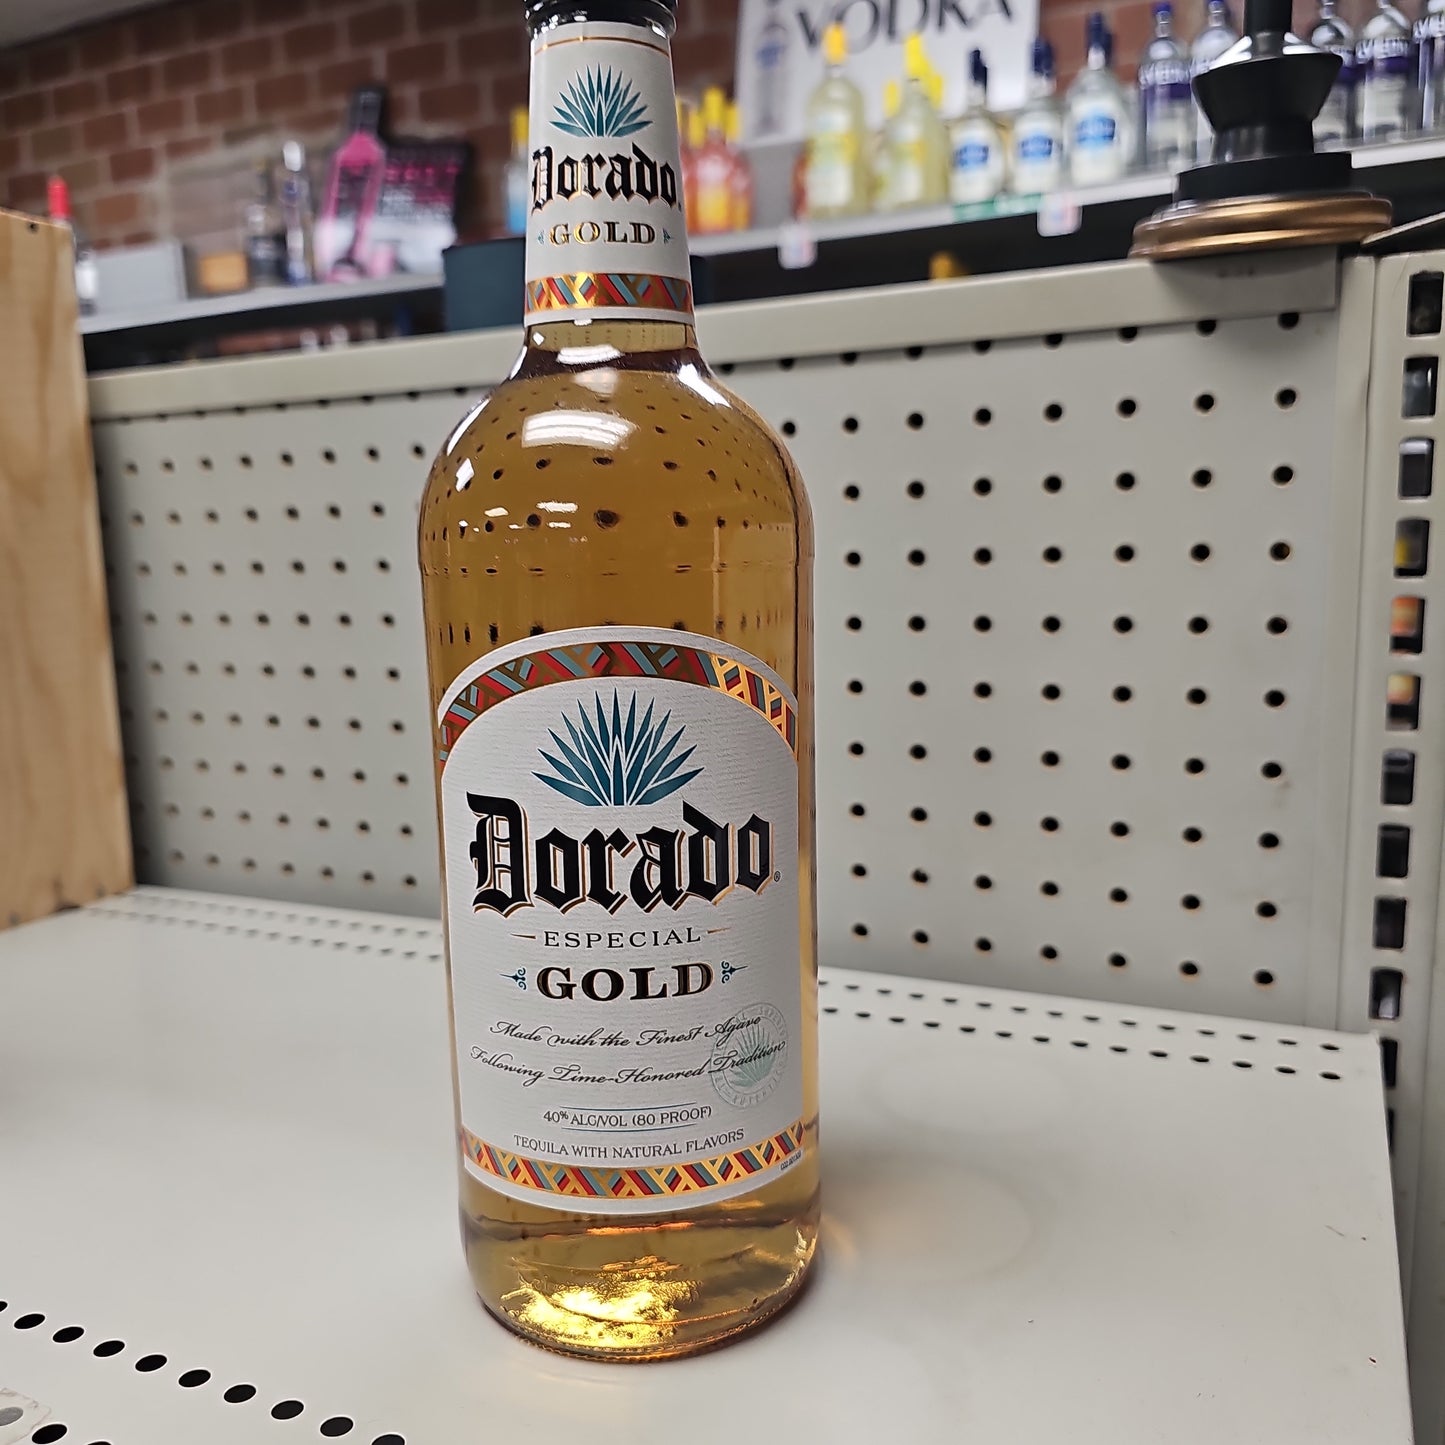 VODKA
Dorado
GOLD
Dorado®
ESPECIAL
GOLD
Made with the Finest Agave
Following Time-Honored Tradition
40% ALC/VOL (80 PROOF)
TEQUILA WITH NATURAL FLAVORS